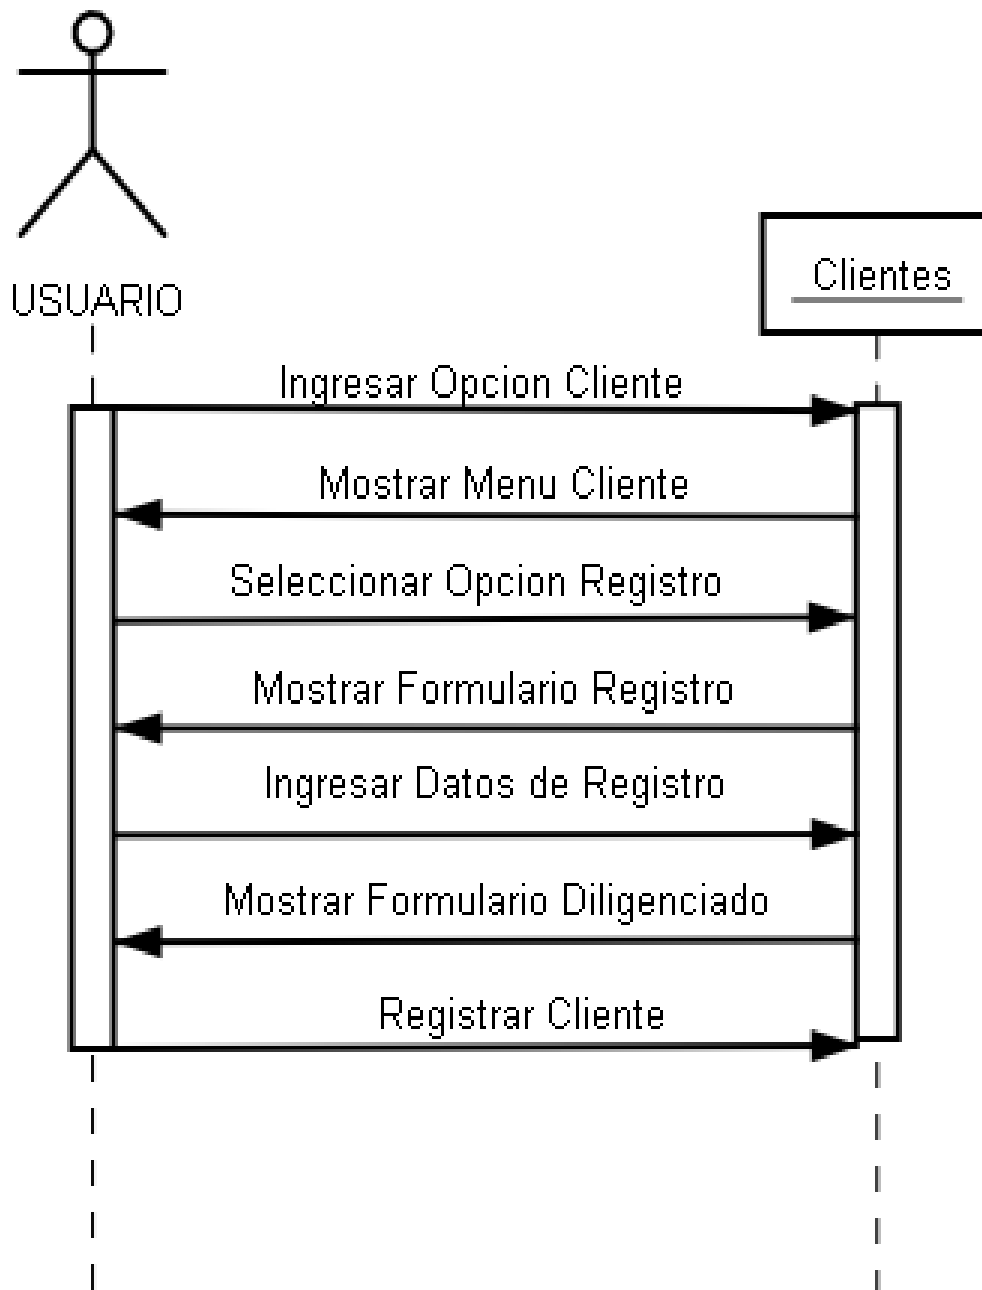 USUARIO
Clientes
Ingresar Opcion Cliente
Mostrar Menu Cliente
Seleccionar Opcion Registro
Mostrar Formulario Registro
Ingresar Datos de Registro
Mostrar Formulario Diligenciado
Registrar Cliente